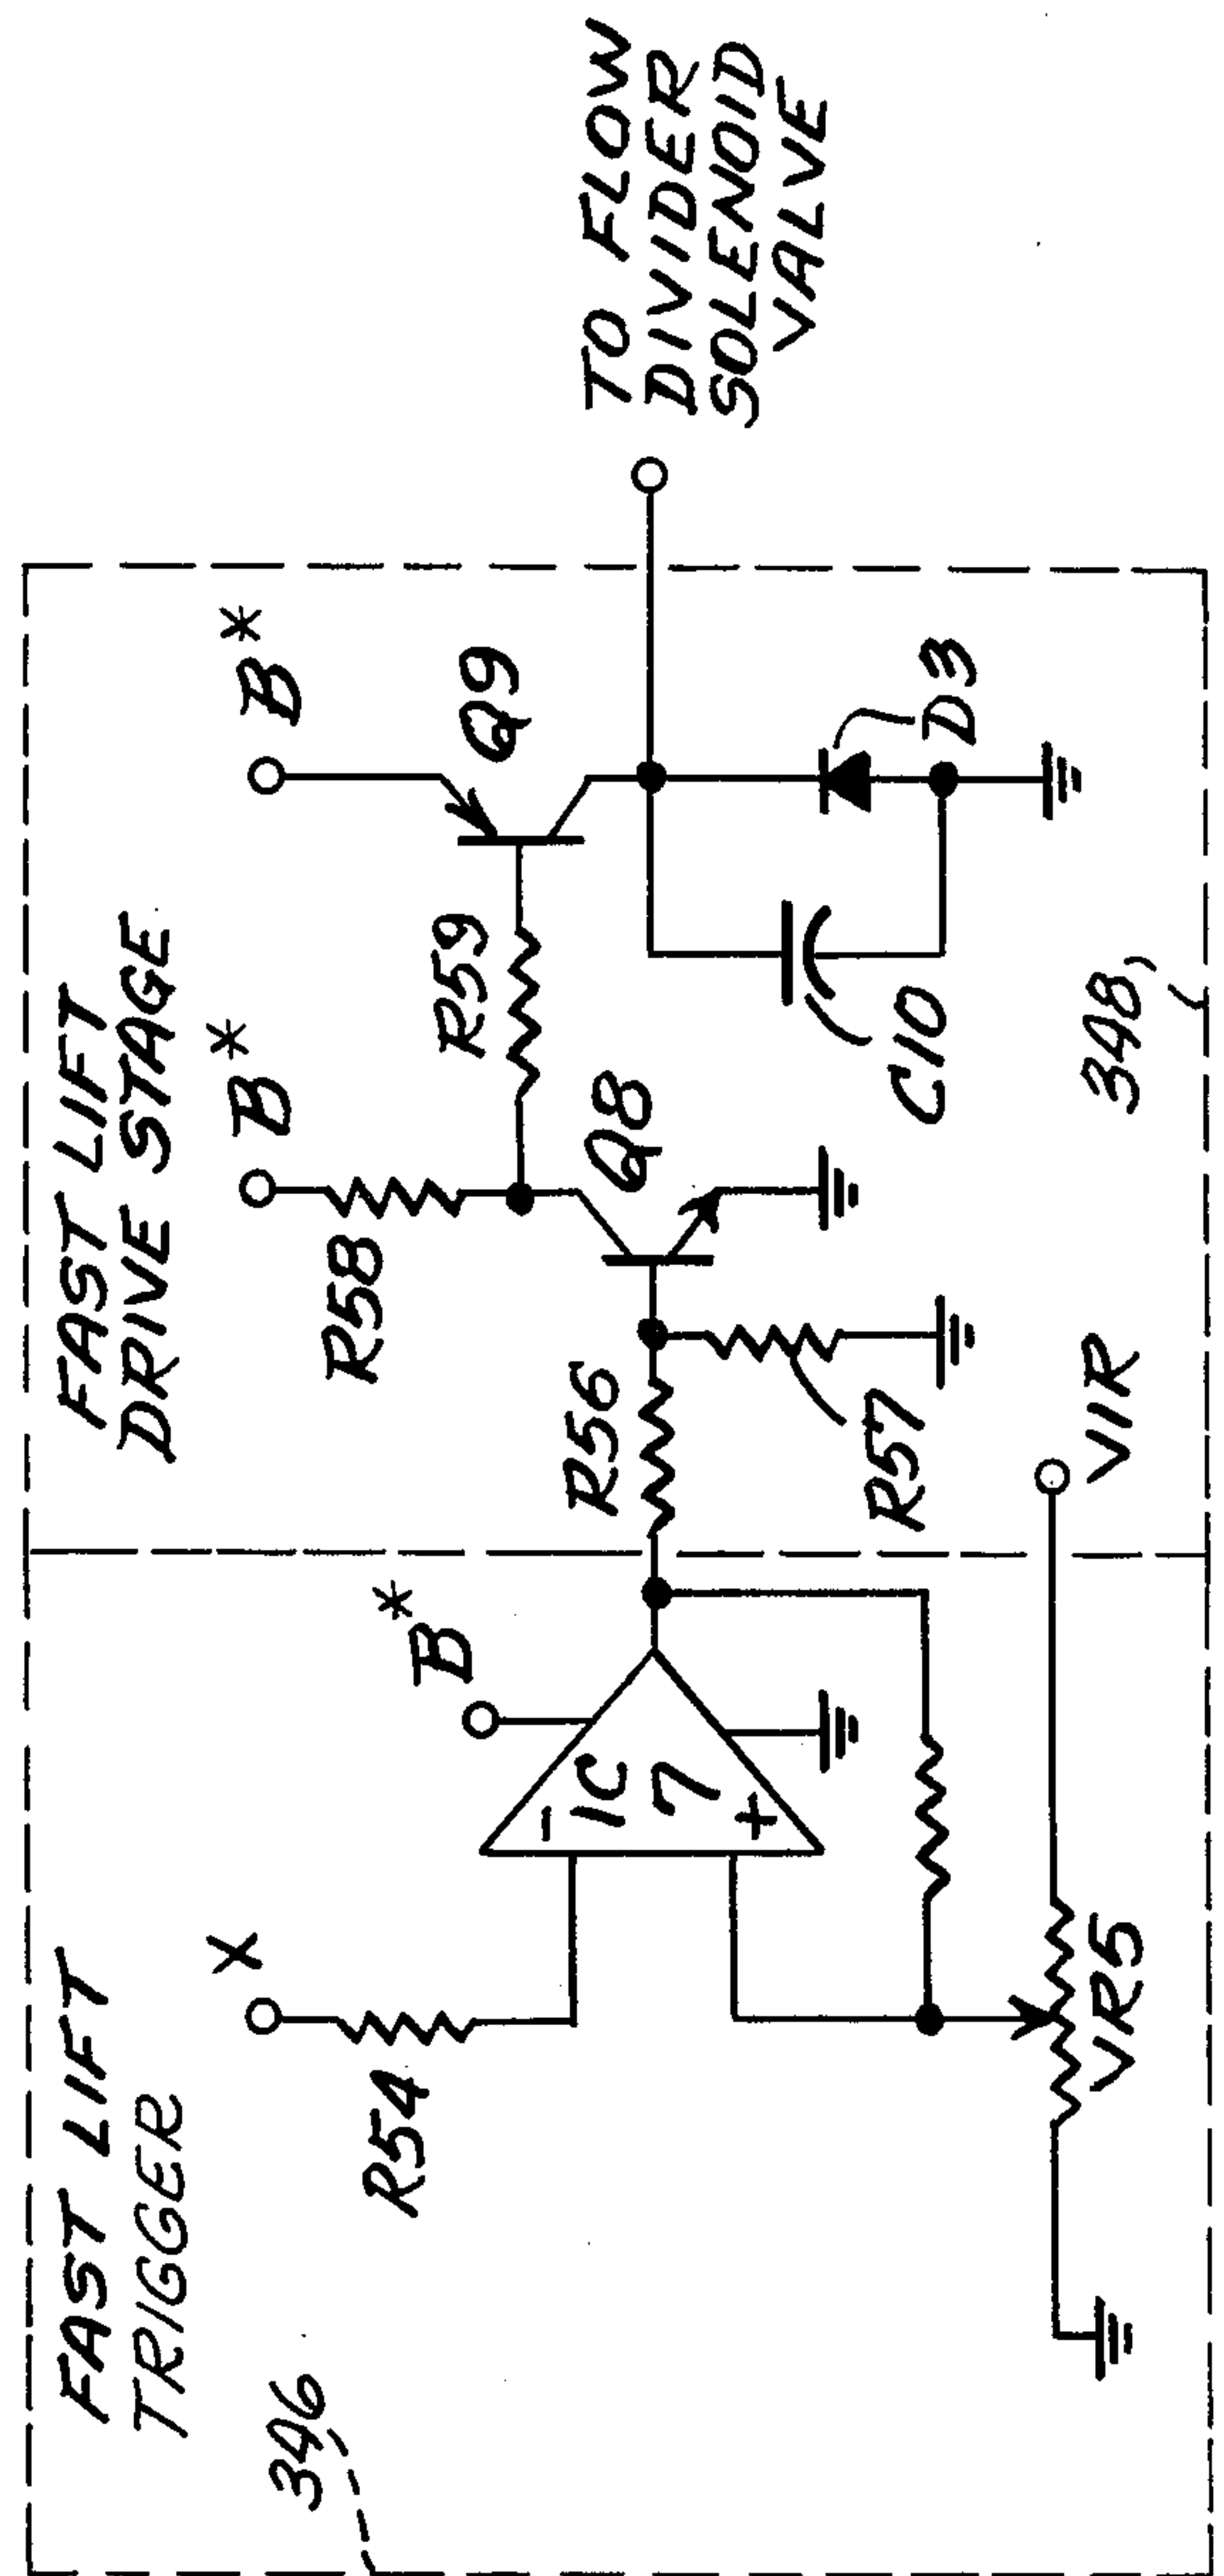 FAST LIFT
TRIGGER
346
X
R54
B*
-
IC
7
+
VR5
V1R
FAST LIFT
DRIVE STAGE
B*
B*
R58
R59
Q9
R56
Q8
R57
C10
D3
348
TO FLOW
DIVIDER
SOLENOID
VALVE